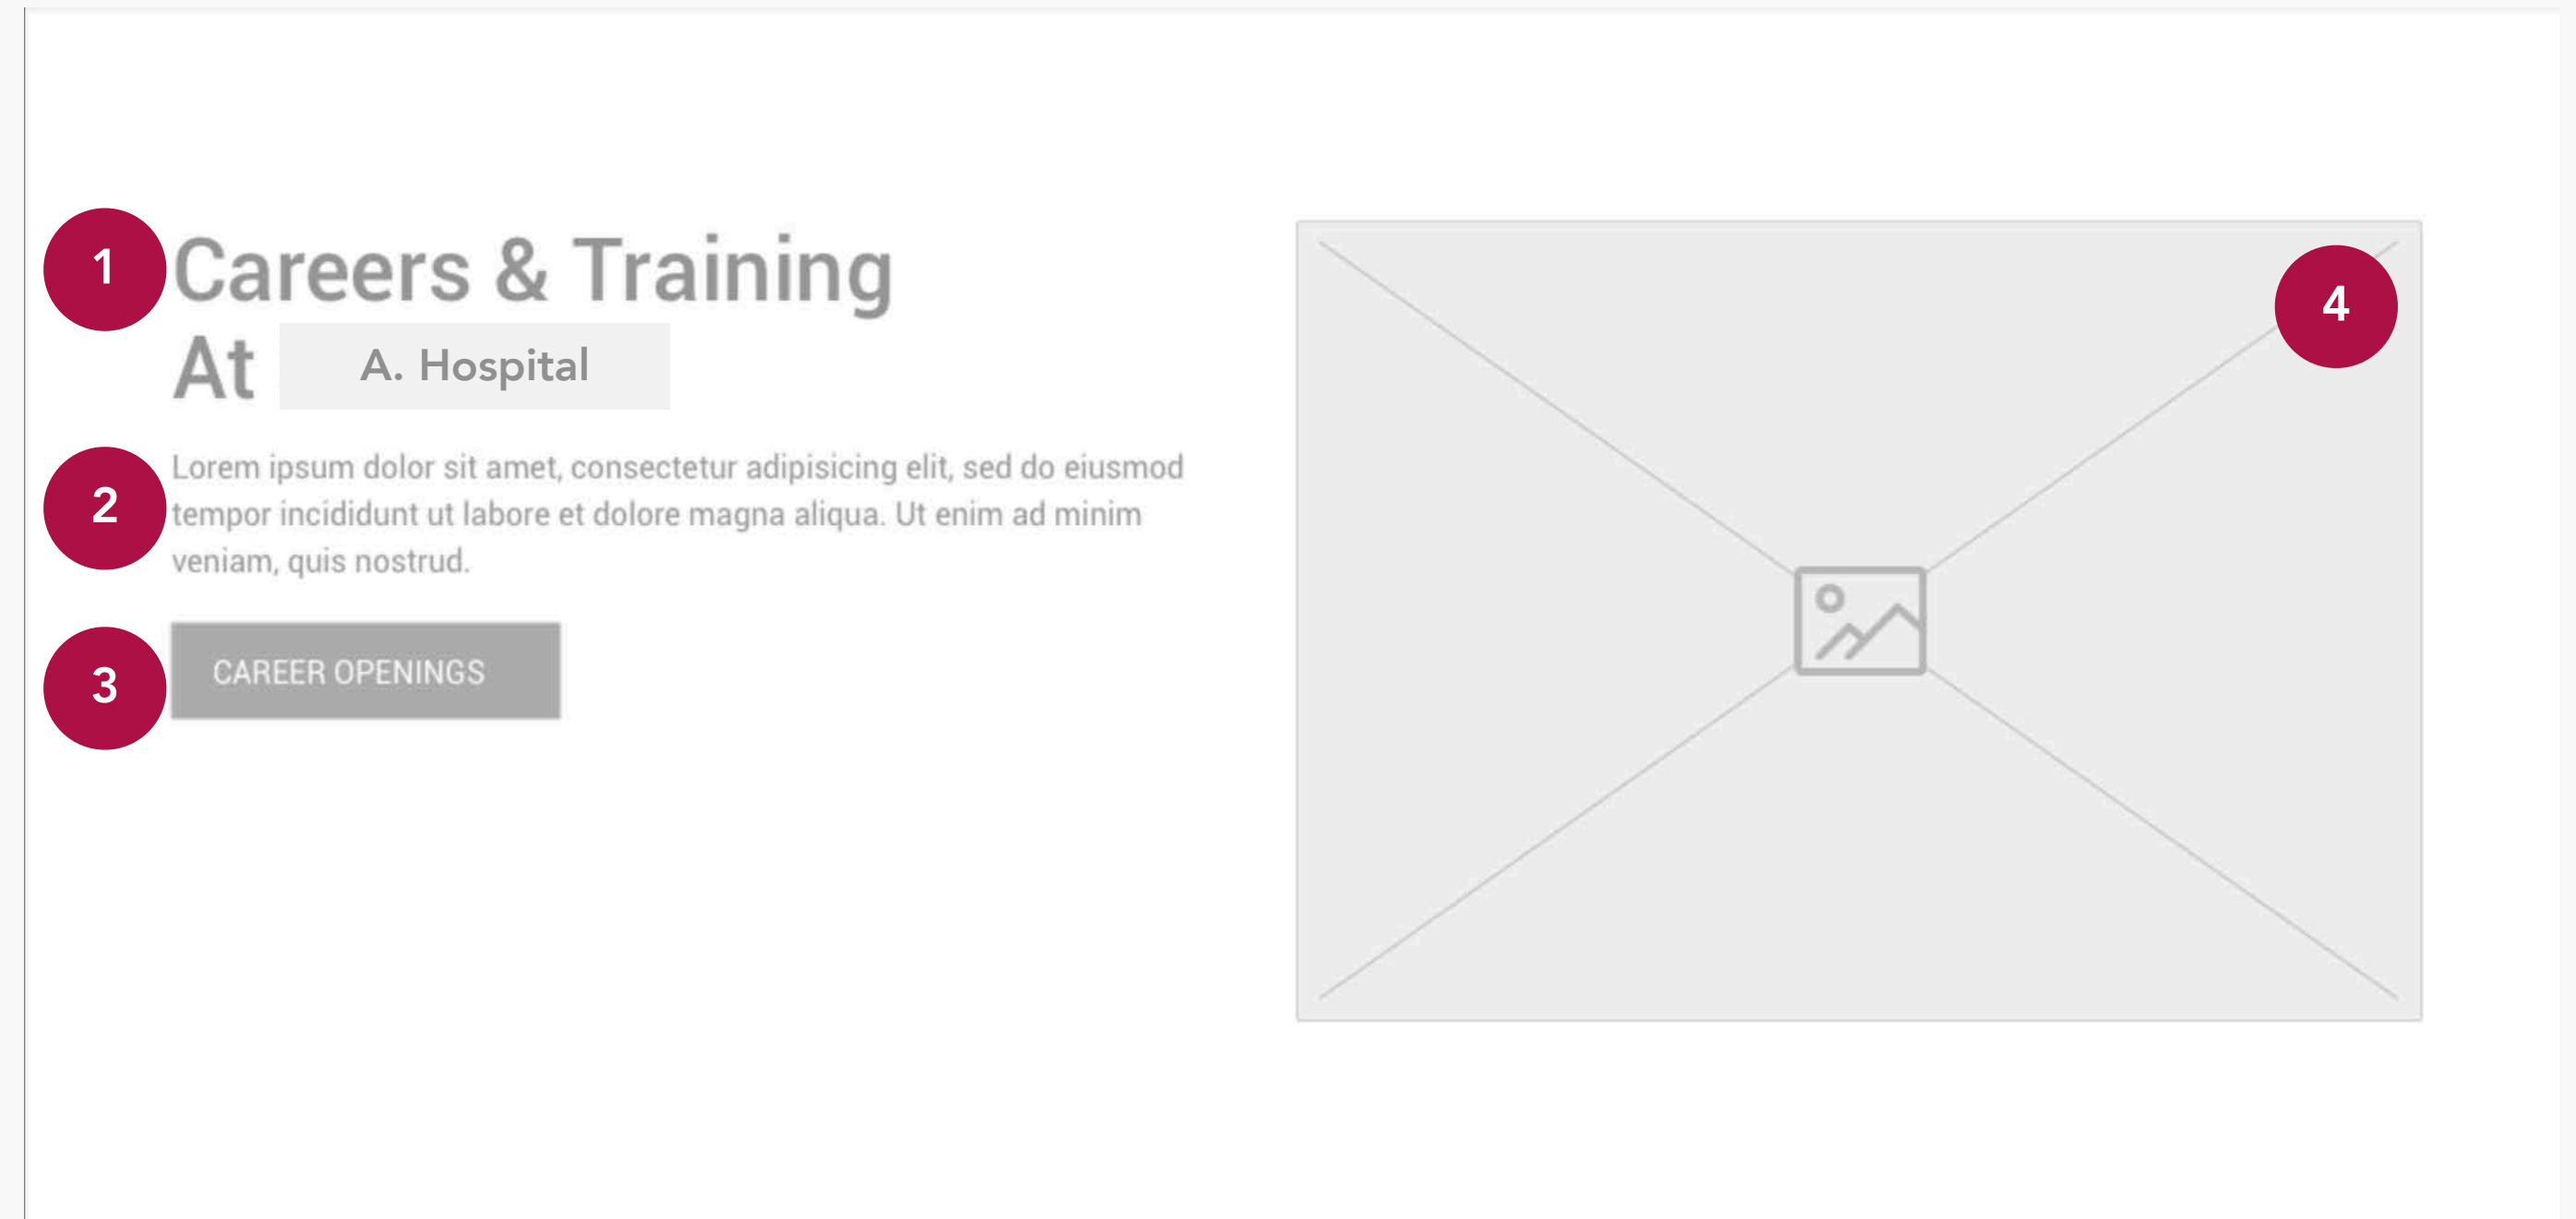 1
Careers & Training
At A. Hospital
2
Lorem ipsum dolor sit amet, consectetur adipisicing elit, sed do eiusmod
tempor incididunt ut labore et dolore magna aliqua. Ut enim ad minim
veniam, quis nostrud.
3
CAREER OPENINGS
4